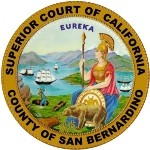 SUPERIOR COURT OF CALIFORNIA
EUREKA
COUNTY OF SAN BERNARDINO